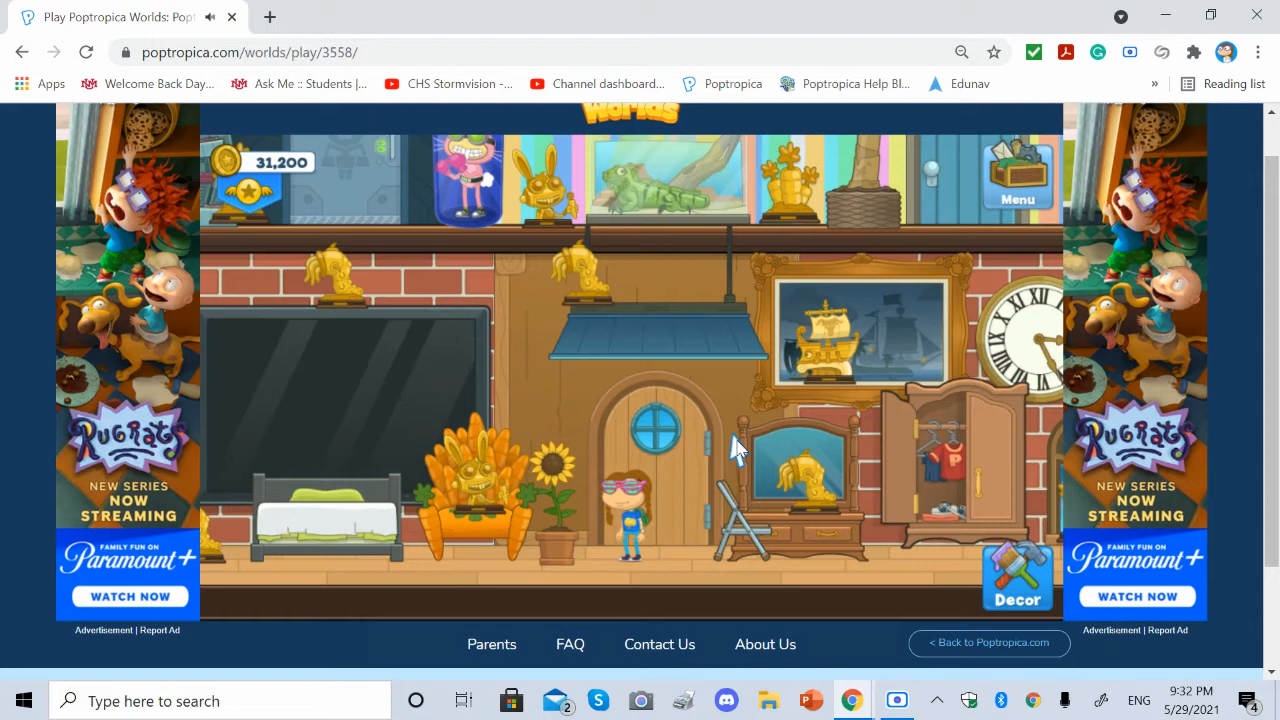 Play Poptropica
poptropica.com/worlds/play/3558/
Apps
Welcome Back Day...
Ask Me :: Students |...
CHS Stormvision -...
Channel dashboard...
Poptropica
Poptropica Help Bl...
Edunav
»
Reading list
Worlds
31,200
Menu
XII
P
Decor
RUGRATS
NEW SERIES
NOW
STREAMING
FAMILY FUN ON
Paramount+
WATCH NOW
Advertisement | Report Ad
RUGRATS
NEW SERIES
NOW
STREAMING
FAMILY FUN ON
Paramount+
WATCH NOW
Advertisement | Report Ad
Parents
FAQ
Contact Us
About Us
< Back to Poptropica.com
Type here to search
2
ENG
9:32 PM
5/29/2021
4